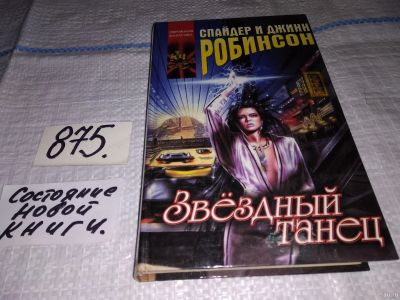 СПАЙДЕР И ДЖИНН
РОБИНСОН
ЗВЁЗДНЫЙ
ТАНЕЦ
875.
Состояние
новой
книги.